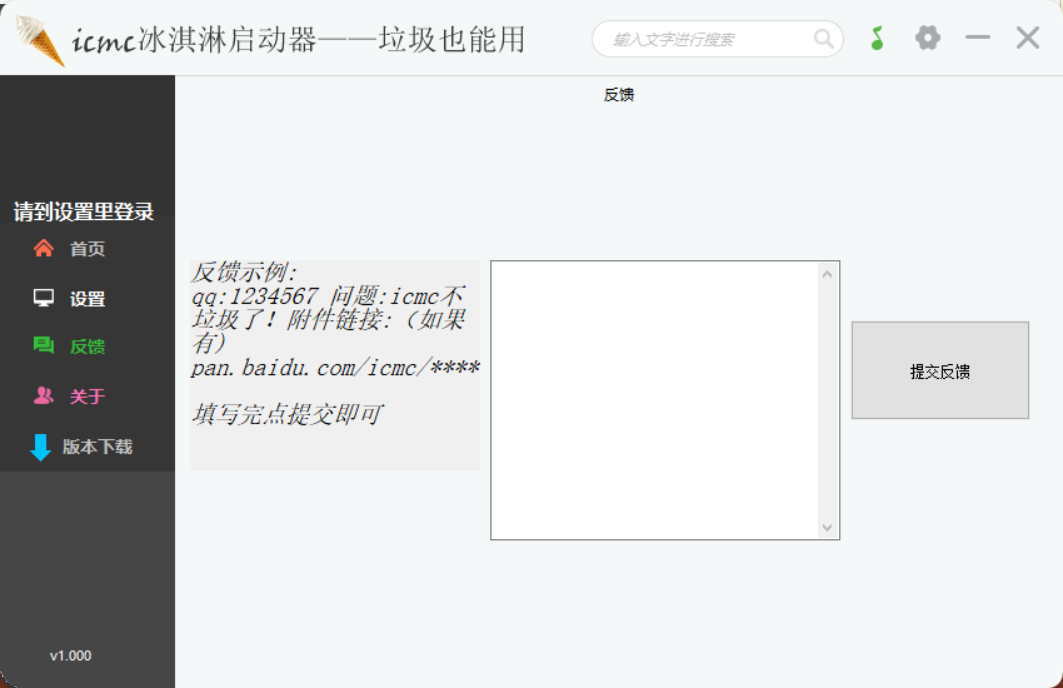 icmc冰淇淋启动器——垃圾也能用
输入文字进行搜索
反馈
请到设置里登录
首页
设置
反馈
关于
版本下载
v1.000
反馈示例:
qq:1234567 问题:icmc不
垃圾了! 附件链接:（如果
有）
pan.baidu.com/icmc/****
填写完点提交即可
提交反馈